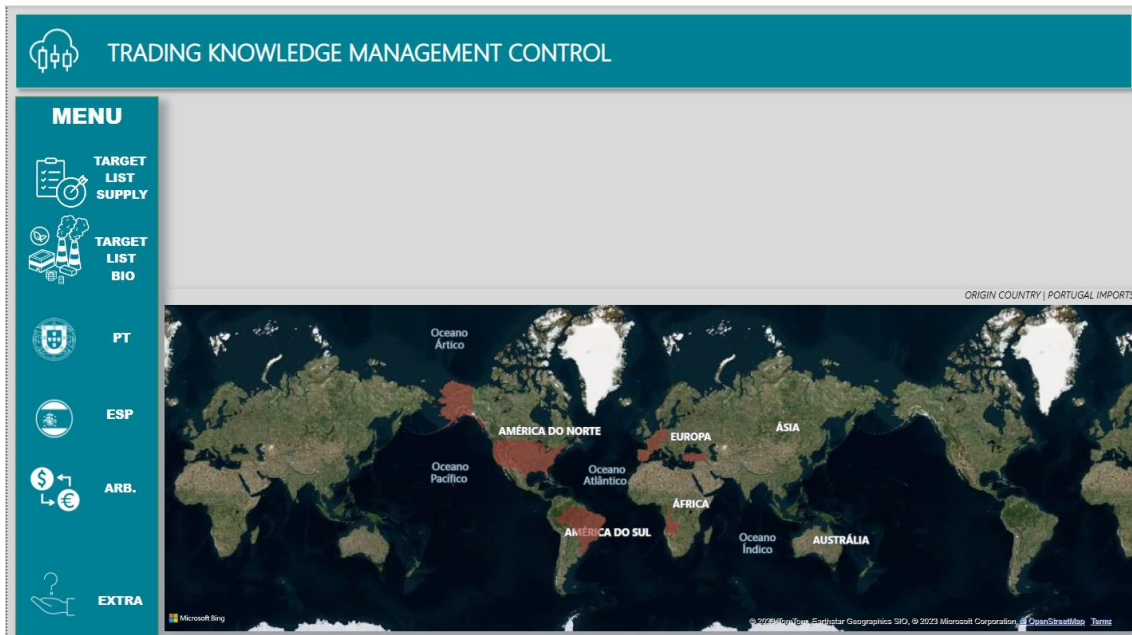 TRADING KNOWLEDGE MANAGEMENT CONTROL
MENU
TARGET
LIST
SUPPLY
TARGET
LIST
BIO
PT
ESP
ARB.
EXTRA
ORIGIN COUNTRY | PORTUGAL IMPORTS
Oceano
Ártico
AMÉRICA DO NORTE
EUROPA
ÁSIA
Oceano
Pacífico
Oceano
Atlântico
ÁFRICA
AMÉRICA DO SUL
Oceano
Índico
AUSTRÁLIA
Microsoft Bing
© 2023 TomTom, Earthstar Geographics SIO, © 2023 Microsoft Corporation, © OpenStreetMap Terms